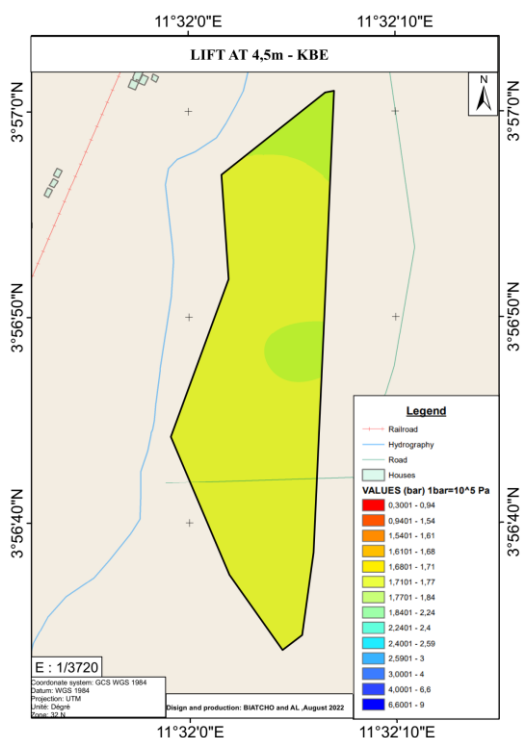 11°32'0"E
11°32'10"E
LIFT AT 4,5m - KBE
N
3°57'0"N
3°57'0"N
3°56'50"N
3°56'50"N
3°56'40"N
3°56'40"N
Legend
Railroad
Hydrography
Road
Houses
VALUES (bar) 1bar=10^5 Pa
0,3001 - 0,94
0,9401 - 1,54
1,5401 - 1,61
1,6101 - 1,68
1,6801 - 1,71
1,7101 - 1,77
1,7701 - 1,84
1,8401 - 2,24
2,2401 - 2,4
2,4001 - 2,59
2,5901 - 3
3,0001 - 4
4,0001 - 6,6
6,6001 - 9
E : 1/3720
Coordonate system: GCS WGS 1984
Datum: WGS 1984
Projection: UTM
Unité: Dégré
Zone: 32 N
Design and production: BIATCHO and AL ,August 2022
11°32'0"E
11°32'10"E